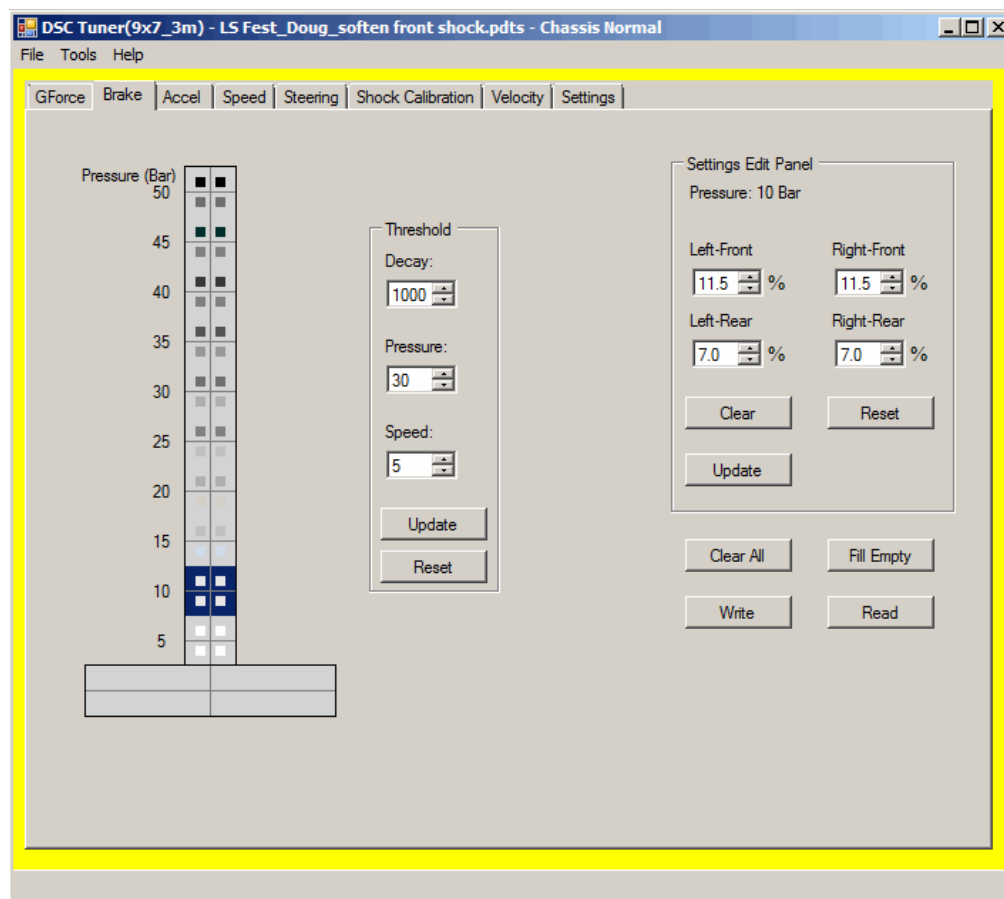 DSC Tuner(9x7_3m) - LS Fest_Doug_soften front shock.pdts - Chassis Normal
File Tools Help
GForce Brake Accel Speed Steering Shock Calibration Velocity Settings
Pressure (Bar)
50
45
40
35
30
25
20
15
10
5
Threshold
Decay:
1000
Pressure:
30
Speed:
5
Update
Reset
Settings Edit Panel
Pressure: 10 Bar
Left-Front Right-Front
11.5 % 11.5 %
Left-Rear Right-Rear
7.0 % 7.0 %
Clear Reset
Update
Clear All Fill Empty
Write Read